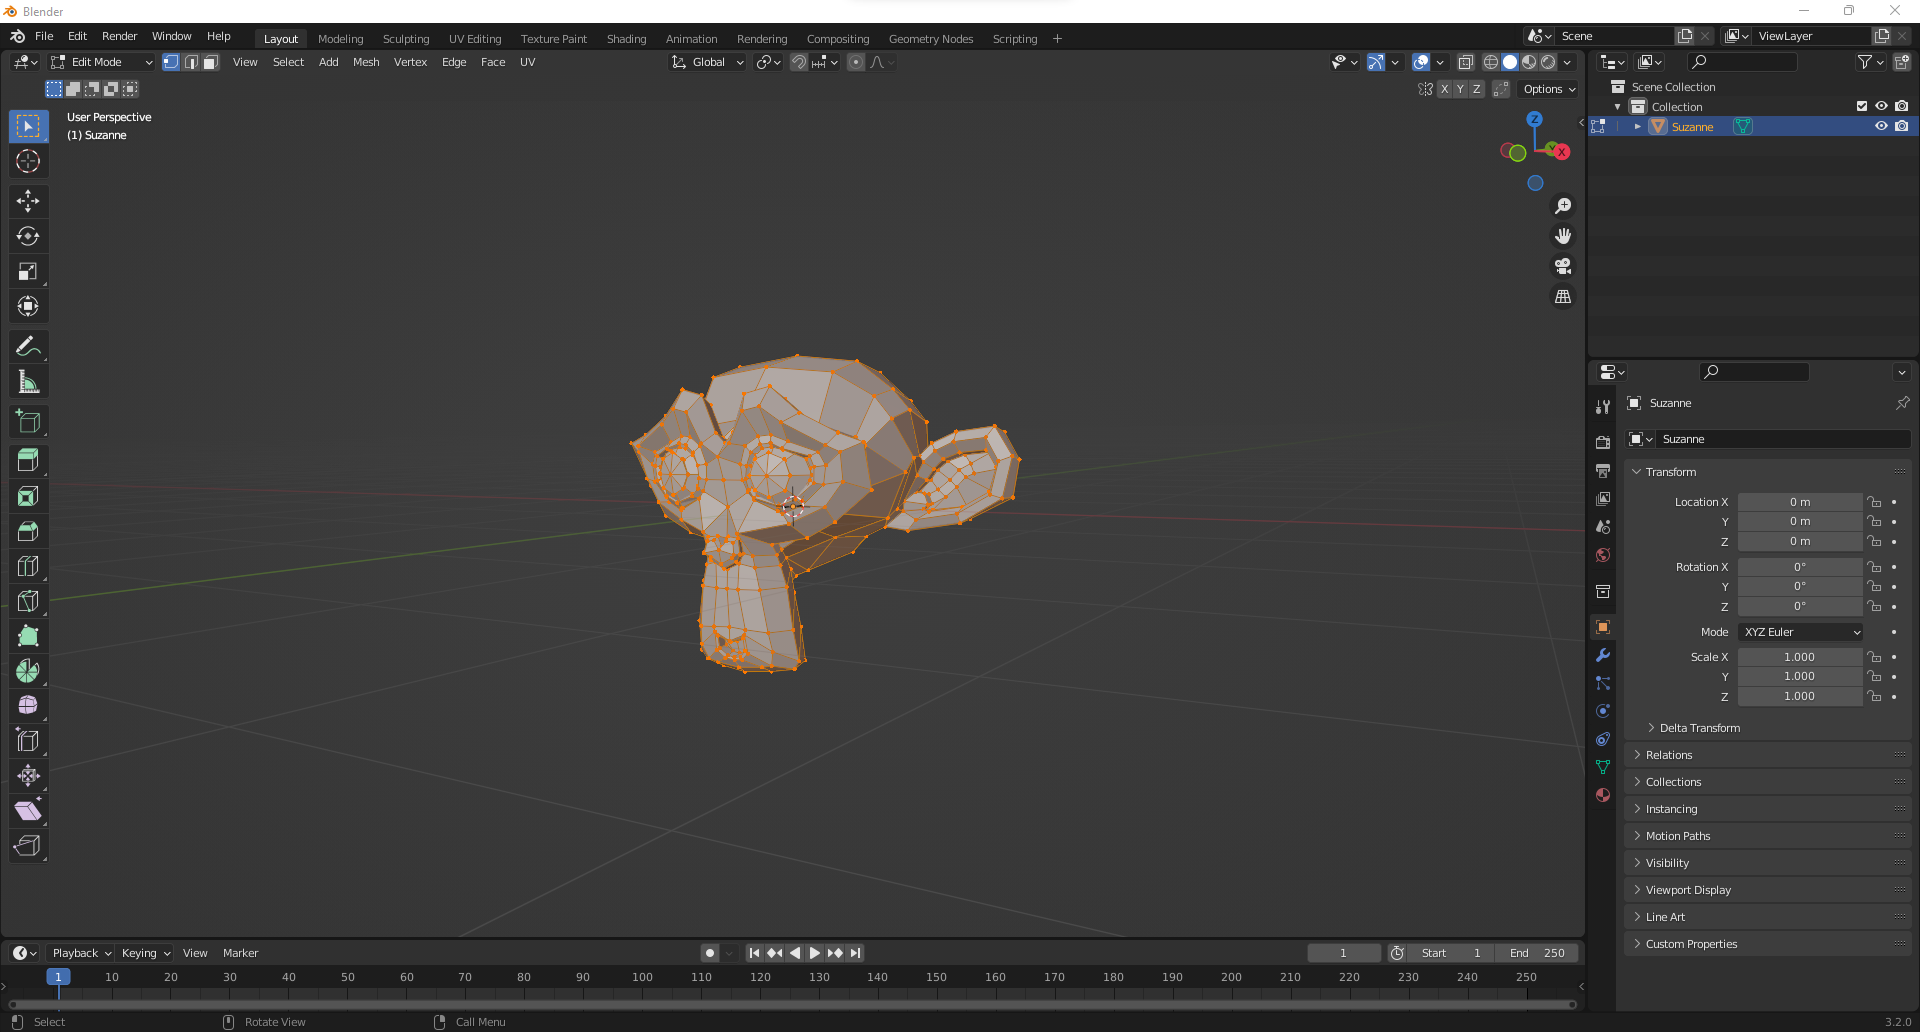 Blender
File Edit Render Window Help Layout Modeling Sculpting UV Editing Texture Paint Shading Animation Rendering Compositing Geometry Nodes Scripting + Scene ViewLayer
Edit Mode View Select Add Mesh Vertex Edge Face UV Global
X Y Z Options
User Perspective
(1) Suzanne
Z
Y
X
Scene Collection
Collection
Suzanne
Suzanne
Suzanne
Transform
Location X 0 m
Y 0 m
Z 0 m
Rotation X 0°
Y 0°
Z 0°
Mode XYZ Euler
Scale X 1.000
Y 1.000
Z 1.000
Delta Transform
Relations
Collections
Instancing
Motion Paths
Visibility
Viewport Display
Line Art
Custom Properties
Playback Keying View Marker 1 Start 1 End 250
1 10 20 30 40 50 60 70 80 90 100 110 120 130 140 150 160 170 180 190 200 210 220 230 240 250
Select Rotate View Call Menu 3.2.0